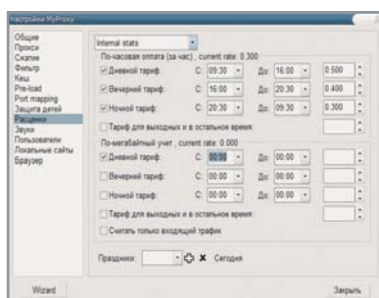 Настройки MyProxy
Общие
Прокси
Сжатие
Фильтр
Кеш
Pre-load
Port mapping
Защита детей
Расценки
Звуки
Пользователи
Локальные сайты
Браузер
Internal stats
По-часовая оплата (за час) , current rate: 0.300
Дневной тариф: С: 09:30 До: 16:00 0.500
Вечерний тариф: С: 16:00 До: 20:30 0.400
Ночной тариф: С: 20:30 До: 09:30 0.300
Тариф для выходных и в остальное время:
По-мегабайтный учет , current rate: 0.000
Дневной тариф: С: 00:00 До: 00:00
Вечерний тариф: С: 00:00 До: 00:00
Ночной тариф: С: 00:00 До: 00:00
Тариф для выходных и в остальное время:
Считать только входящий трафик
Праздники: Сегодня
Wizard Закрыть